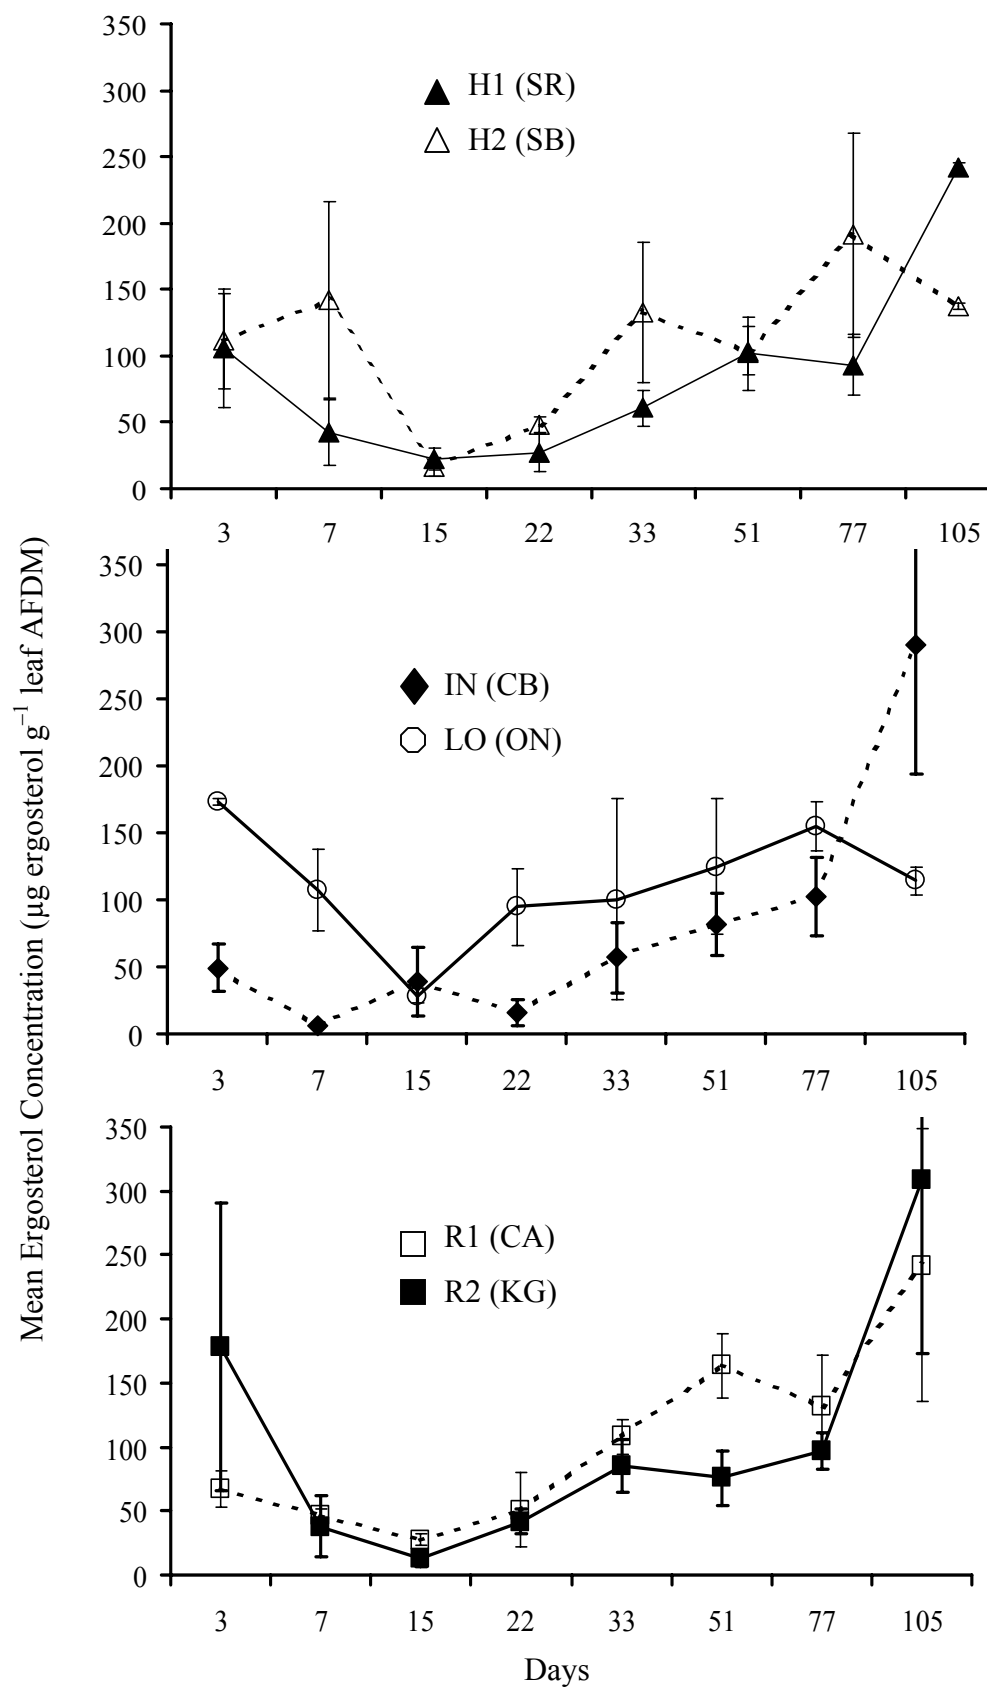 350
300
250
200
150
100
50
0
H1 (SR)
H2 (SB)
3 7 15 22 33 51 77 105
Mean Ergosterol Concentration (µg ergosterol g⁻¹ leaf AFDM)
350
300
250
200
150
100
50
0
IN (CB)
LO (ON)
3 7 15 22 33 51 77 105
350
300
250
200
150
100
50
0
R1 (CA)
R2 (KG)
3 7 15 22 33 51 77 105
Days